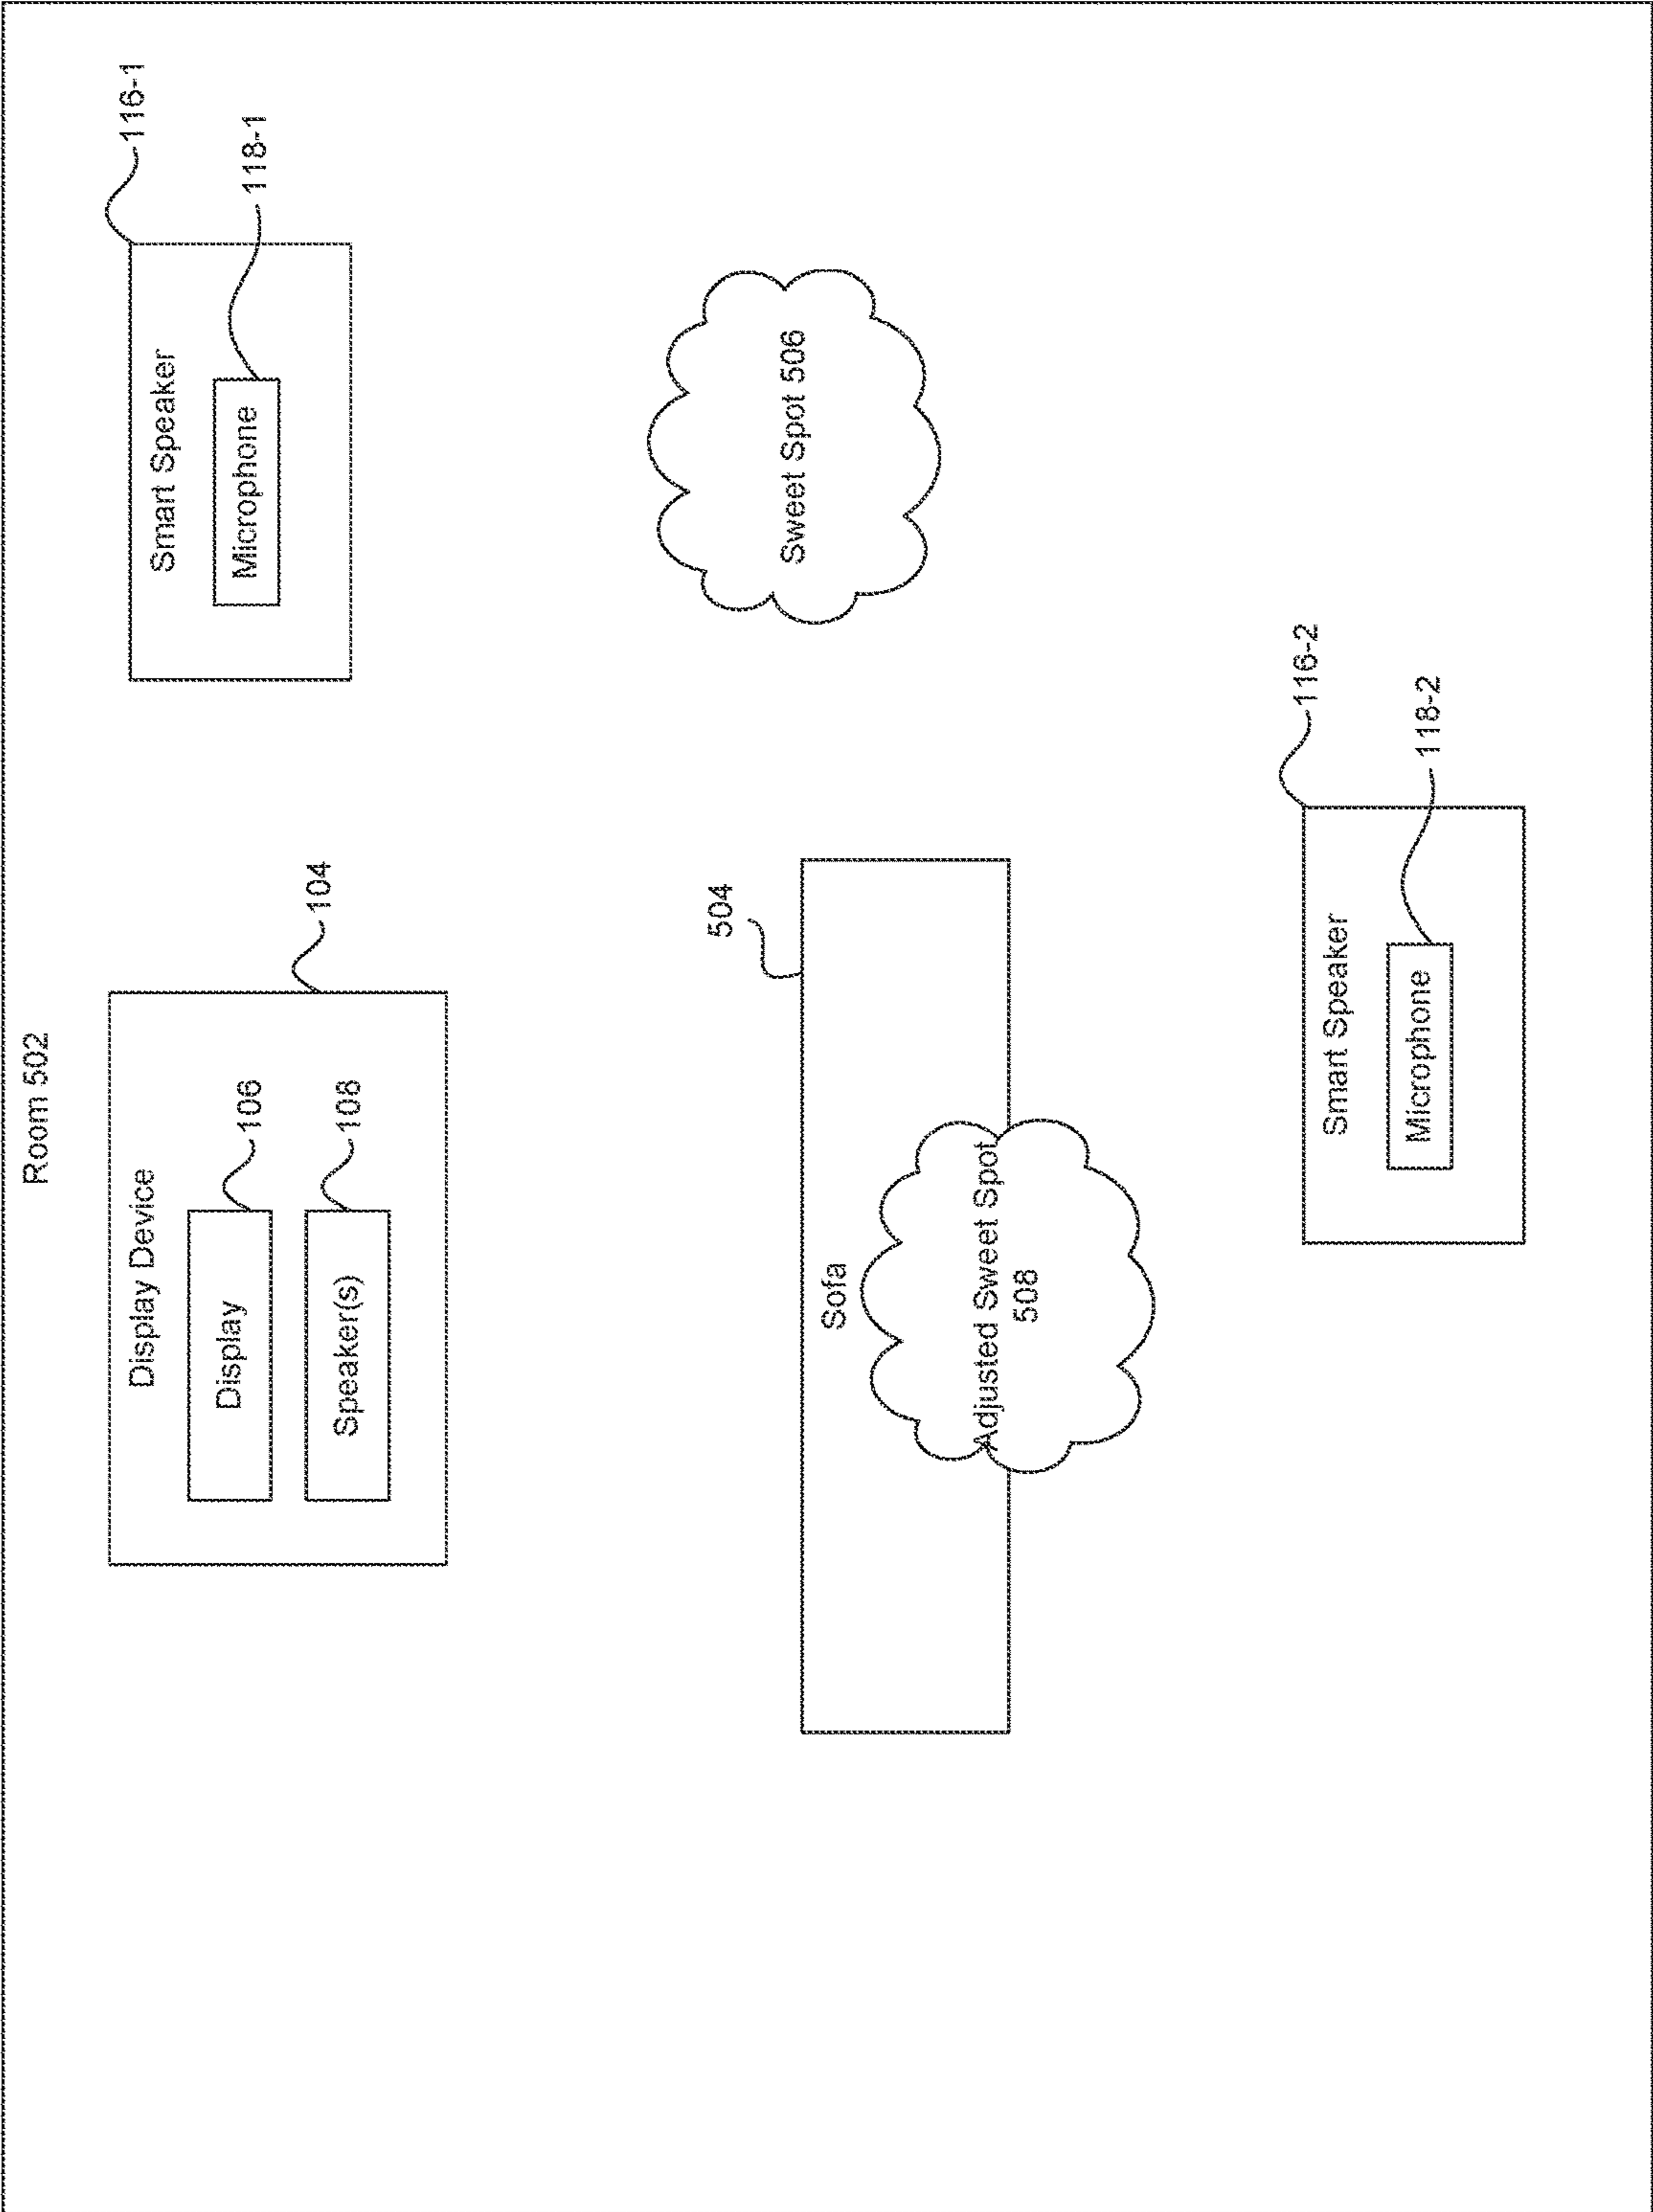 Room 502
Display Device
Display
106
Speaker(s)
108
104
Smart Speaker
Microphone
116-1
118-1
504
Sofa
Adjusted Sweet Spot
508
Sweet Spot 506
Smart Speaker
Microphone
116-2
118-2